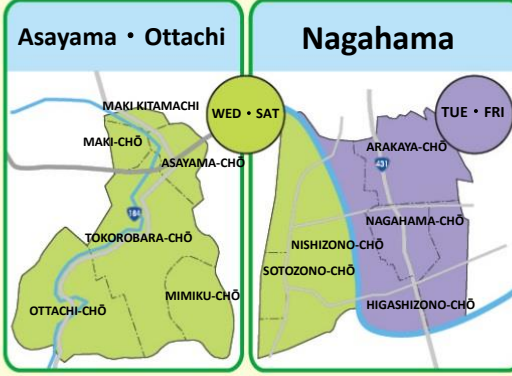 Asayama・Ottachi
WED・SAT
MAKI KITAMACHI
MAKI-CHŌ
ASAYAMA-CHŌ
184
TOKOROBARA-CHŌ
MIMIKU-CHŌ
OTTACHI-CHŌ
Nagahama
TUE・FRI
ARAKAYA-CHŌ
431
NAGAHAMA-CHŌ
NISHIZONO-CHŌ
SOTOZONO-CHŌ
HIGASHIZONO-CHŌ